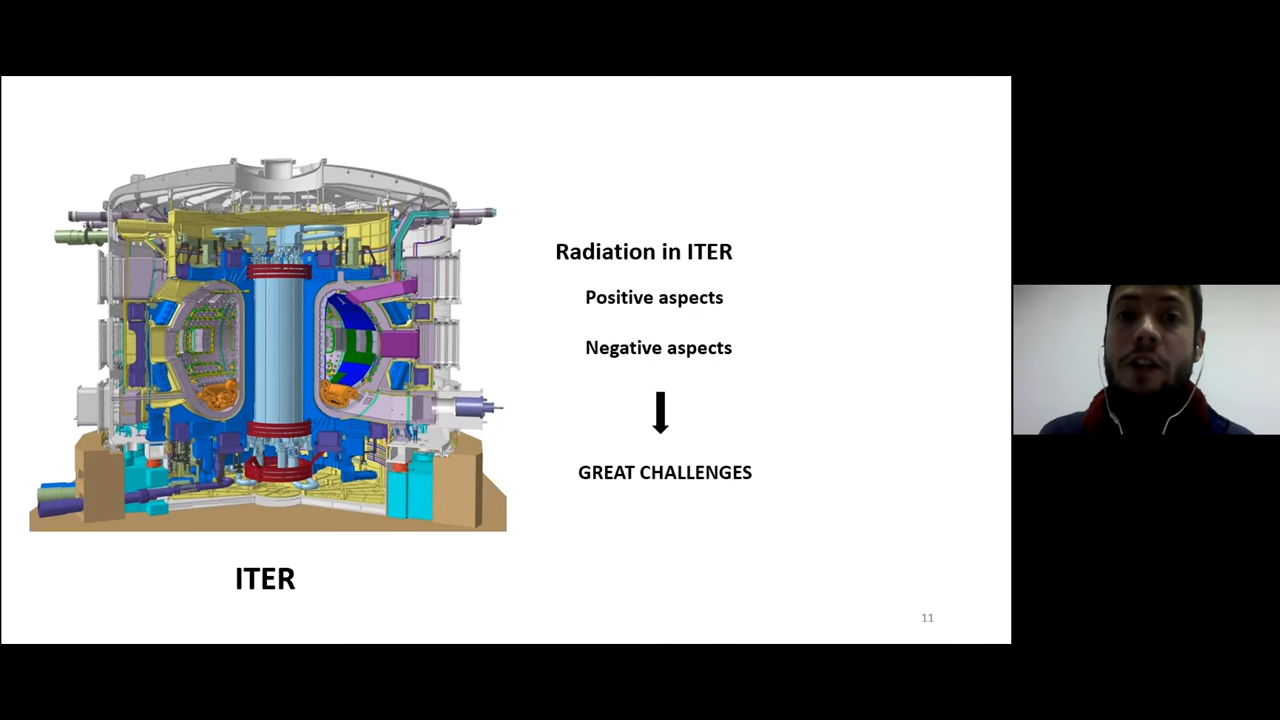 Radiation in ITER
Positive aspects
Negative aspects
GREAT CHALLENGES
ITER
11